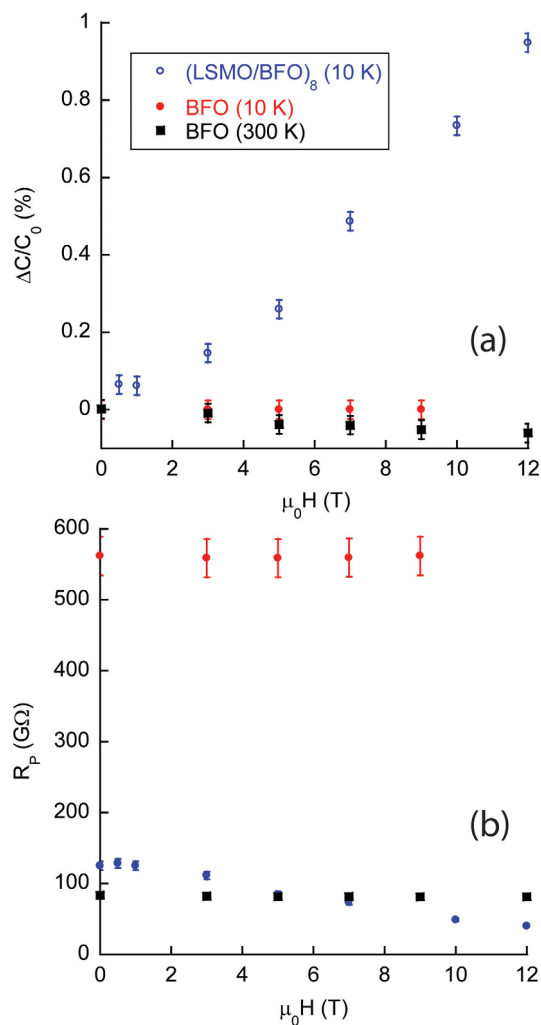 1
0.8
0.6
0.4
0.2
0
ΔC/C₀ (%)
(LSMO/BFO)₈ (10 K)
BFO (10 K)
BFO (300 K)
(a)
0 2 4 6 8 10 12
μ₀H (T)
600
500
400
300
200
100
0
R_P (GΩ)
(b)
0 2 4 6 8 10 12
μ₀H (T)